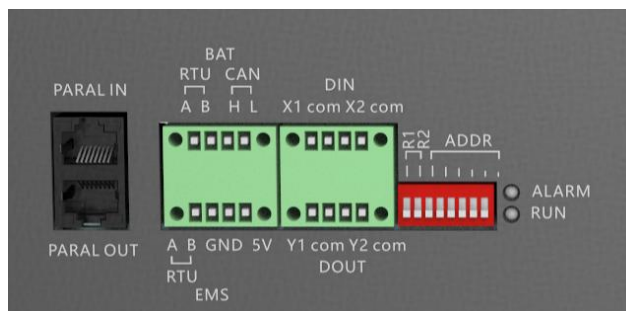 BAT
RTU CAN
PARAL IN
DIN
A B H L
X1 com X2 com
R1
R2
ADDR
ALARM
RUN
PARAL OUT
A B GND 5V
Y1 com Y2 com
RTU
DOUT
EMS